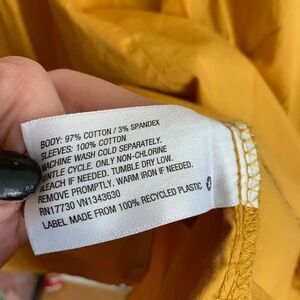 BODY: 97% COTTON / 3% SPANDEX
SLEEVES: 100% COTTON
MACHINE WASH COLD SEPARATELY.
GENTLE CYCLE. ONLY NON-CHLORINE
BLEACH IF NEEDED. TUMBLE DRY LOW.
REMOVE PROMPTLY, WARM IRON IF NEEDED.
RN17730 VN1343630
LABEL MADE FROM 100% RECYCLED PLASTIC